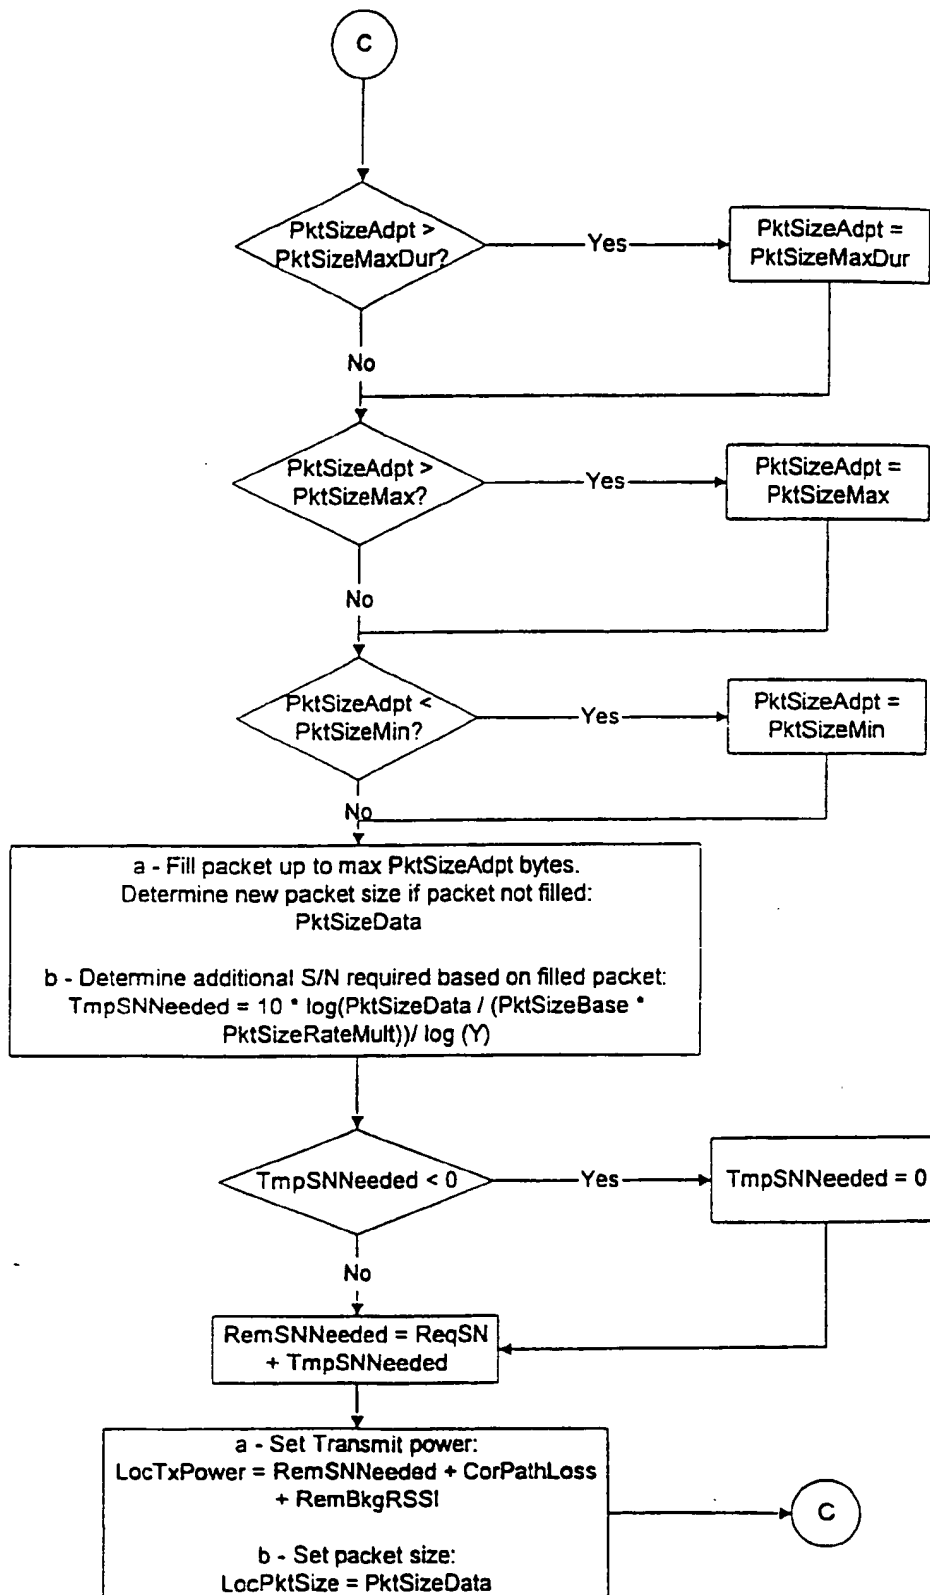 C
PktSizeAdpt >
PktSizeMaxDur?
Yes
PktSizeAdpt =
PktSizeMaxDur
No
PktSizeAdpt >
PktSizeMax?
Yes
PktSizeAdpt =
PktSizeMax
No
PktSizeAdpt <
PktSizeMin?
Yes
PktSizeAdpt =
PktSizeMin
No
a - Fill packet up to max PktSizeAdpt bytes.
Determine new packet size if packet not filled:
PktSizeData
b - Determine additional S/N required based on filled packet:
TmpSNNeeded = 10 * log(PktSizeData / (PktSizeBase *
PktSizeRateMult))/ log (Y)
TmpSNNeeded < 0
Yes
TmpSNNeeded = 0
No
RemSNNeeded = ReqSN
+ TmpSNNeeded
a - Set Transmit power:
LocTxPower = RemSNNeeded + CorPathLoss
+ RemBkgRSSI
b - Set packet size:
LocPktSize = PktSizeData
C